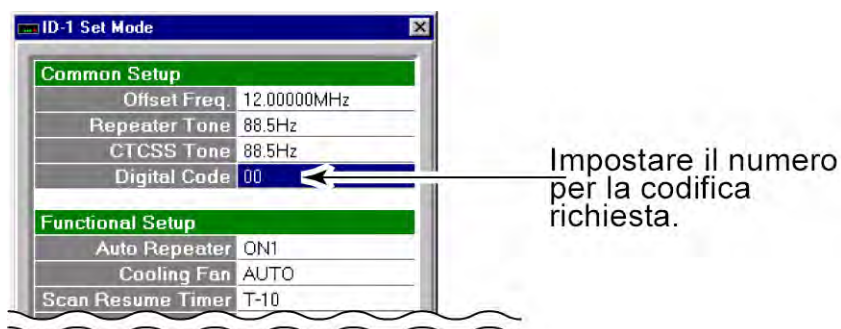 ID-1 Set Mode
Common Setup
Offset Freq. 12.00000MHz
Repeater Tone 88.5Hz
CTCSS Tone 88.5Hz
Digital Code 00
Functional Setup
Auto Repeater ON1
Cooling Fan AUTO
Scan Resume Timer T-10
Impostare il numero
per la codifica
richiesta.